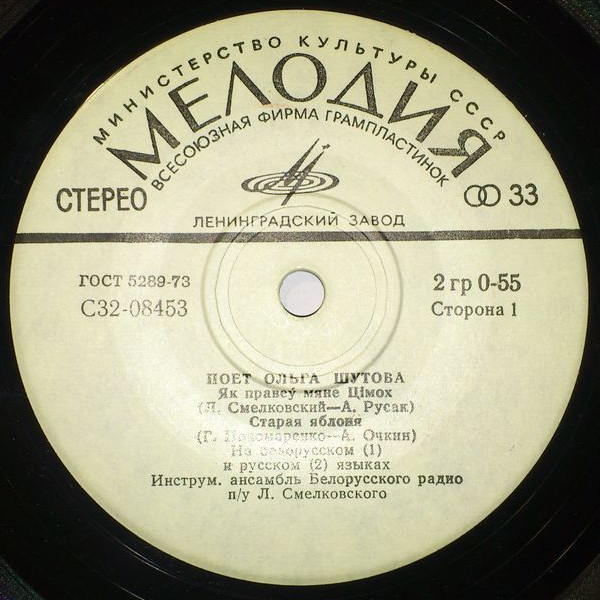 МИНИСТЕРСТВО КУЛЬТУРЫ СССР
МЕЛОДИЯ
ВСЕСОЮЗНАЯ ФИРМА ГРАМПЛАСТИНОК
СТЕРЕО
33
ЛЕНИНГРАДСКИЙ ЗАВОД
ГОСТ 5289-73
2 гр 0-55
С32-08453
Сторона 1
ПОЕТ ОЛЬГА ШУТОВА
Як правёў мяне Цімох
(Л. Смелковский—А. Русак)
Старая яблоня
(Г. Пономаренко—А. Очкин)
На белорусском (1)
и русском (2) языках
Инструм. ансамбль Белорусского радио
п/у Л. Смелковского